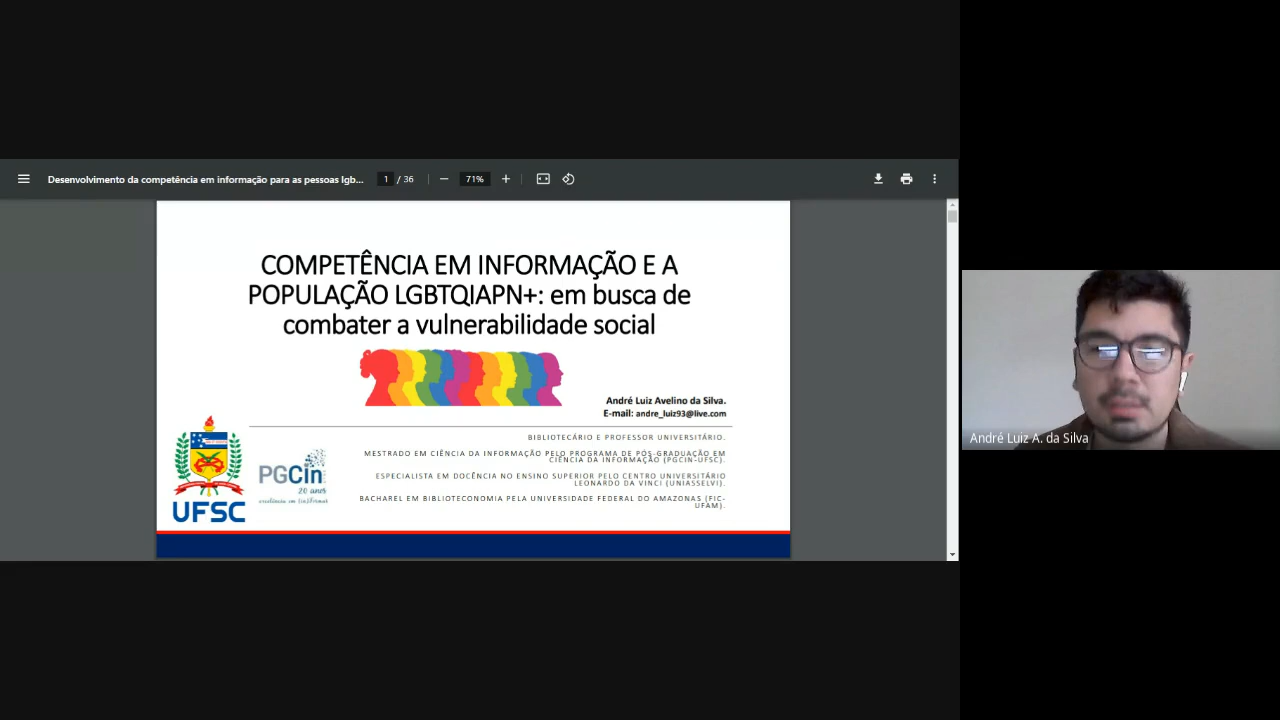 Desenvolvimento da competência em informação para as pessoas lgb...
1 / 36
71%
COMPETÊNCIA EM INFORMAÇÃO E A
POPULAÇÃO LGBTQIAPN+: em busca de
combater a vulnerabilidade social
André Luiz Avelino da Silva.
E-mail: andre_luiz93@live.com
BIBLIOTECÁRIO E PROFESSOR UNIVERSITÁRIO.
MESTRADO EM CIÊNCIA DA INFORMAÇÃO PELO PROGRAMA DE PÓS-GRADUAÇÃO EM
CIÊNCIA DA INFORMAÇÃO (PGCIN-UFSC).
ESPECIALISTA EM DOCÊNCIA NO ENSINO SUPERIOR PELO CENTRO UNIVERSITÁRIO
LEONARDO DA VINCI (UNIASSELVI).
BACHAREL EM BIBLIOTECONOMIA PELA UNIVERSIDADE FEDERAL DO AMAZONAS (FIC-
UFAM).
PGCin
20 anos
UFSC
André Luiz A. da Silva